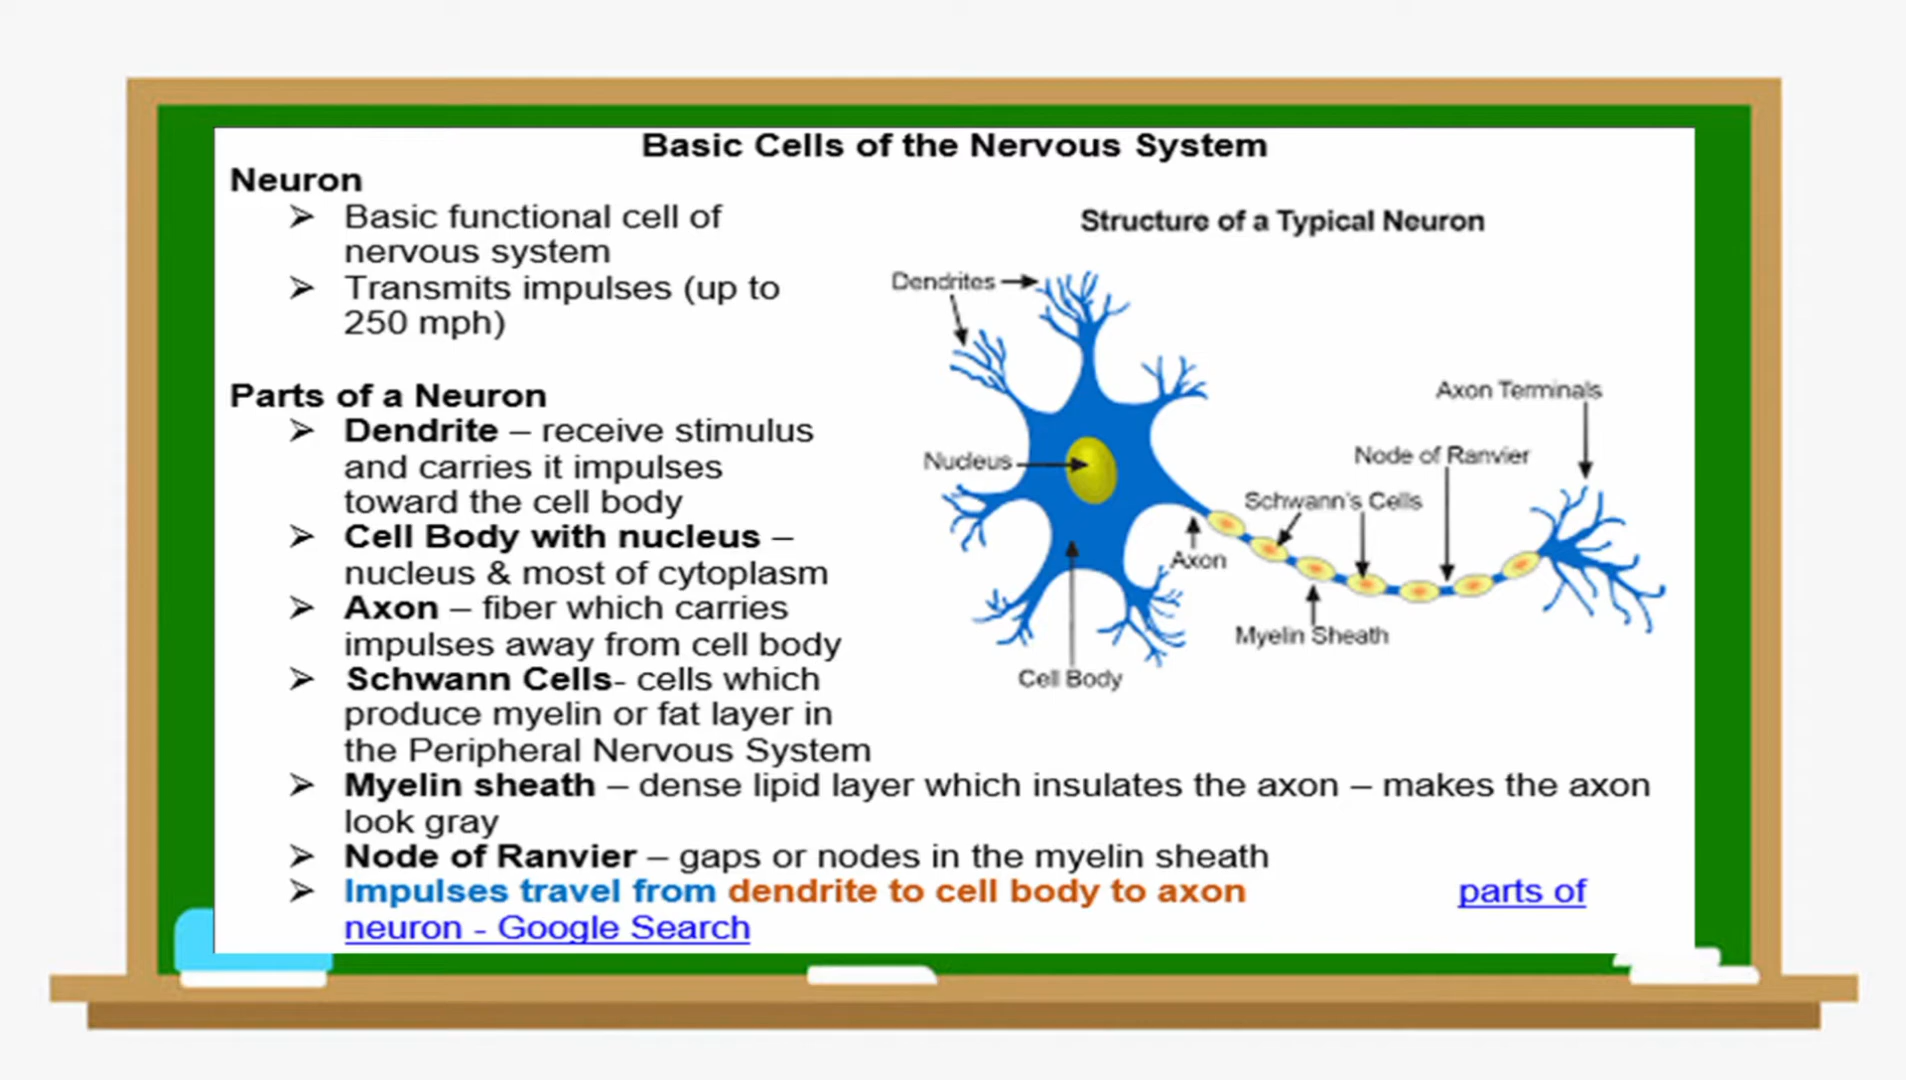 Basic Cells of the Nervous System
Neuron
➢ Basic functional cell of
nervous system
➢ Transmits impulses (up to
250 mph)
Parts of a Neuron
➢ Dendrite – receive stimulus
and carries it impulses
toward the cell body
➢ Cell Body with nucleus –
nucleus & most of cytoplasm
➢ Axon – fiber which carries
impulses away from cell body
➢ Schwann Cells- cells which
produce myelin or fat layer in
the Peripheral Nervous System
➢ Myelin sheath – dense lipid layer which insulates the axon – makes the axon
look gray
➢ Node of Ranvier – gaps or nodes in the myelin sheath
➢ Impulses travel from dendrite to cell body to axon parts of
neuron - Google Search
Structure of a Typical Neuron
Dendrites
Axon Terminals
Node of Ranvier
Nucleus
Schwann's Cells
Axon
Myelin Sheath
Cell Body